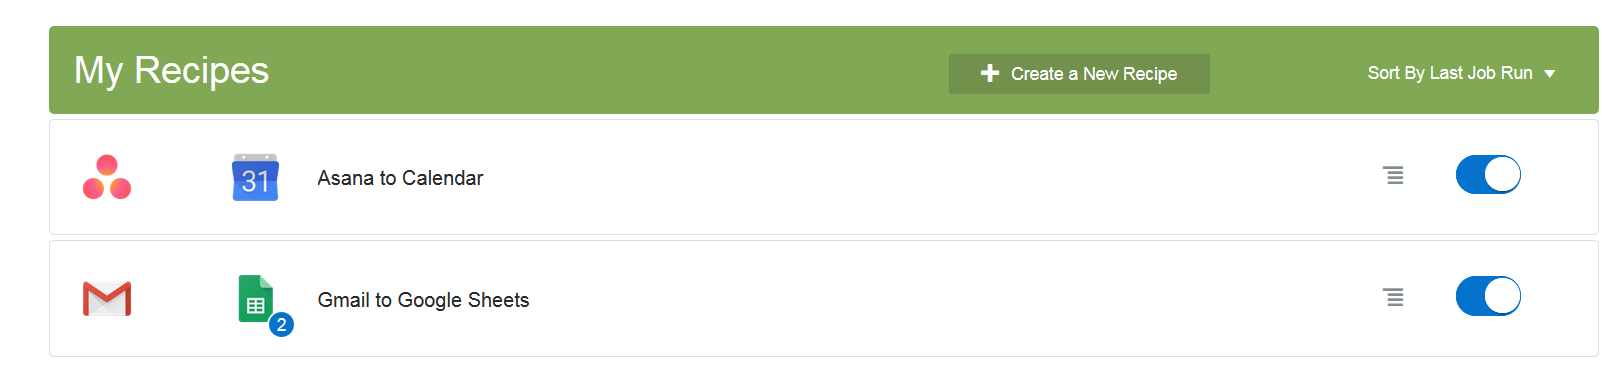 My Recipes
Create a New Recipe
Sort By Last Job Run
31
Asana to Calendar
2
Gmail to Google Sheets